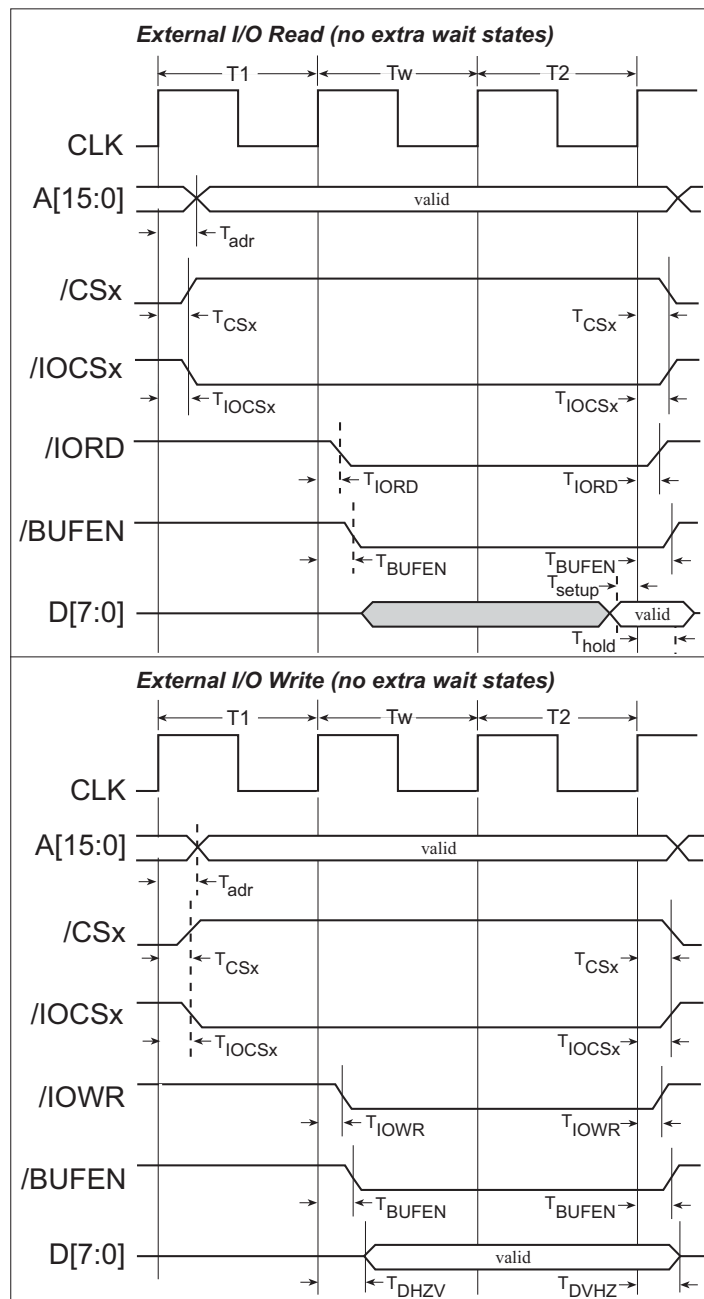 External I/O Read (no extra wait states)
T1 Tw T2
CLK
A[15:0] valid
Tadr
/CSx
TCSx TCSx
/IOCSx
TIOCSx TIOCSx
/IORD
TIORD TIORD
/BUFEN
TBUFEN TBUFEN
Tsetup
D[7:0] valid
Thold
External I/O Write (no extra wait states)
T1 Tw T2
CLK
A[15:0] valid
Tadr
/CSx
TCSx TCSx
/IOCSx
TIOCSx TIOCSx
/IOWR
TIOWR TIOWR
/BUFEN
TBUFEN TBUFEN
D[7:0] valid
TDHZV TDVHZ